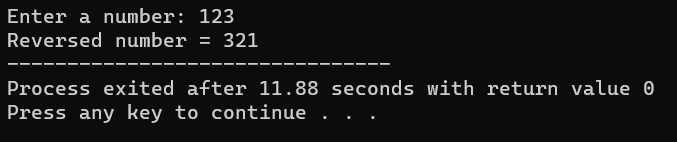 Enter a number: 123
Reversed number = 321
--------------------------------
Process exited after 11.88 seconds with return value 0
Press any key to continue . . .